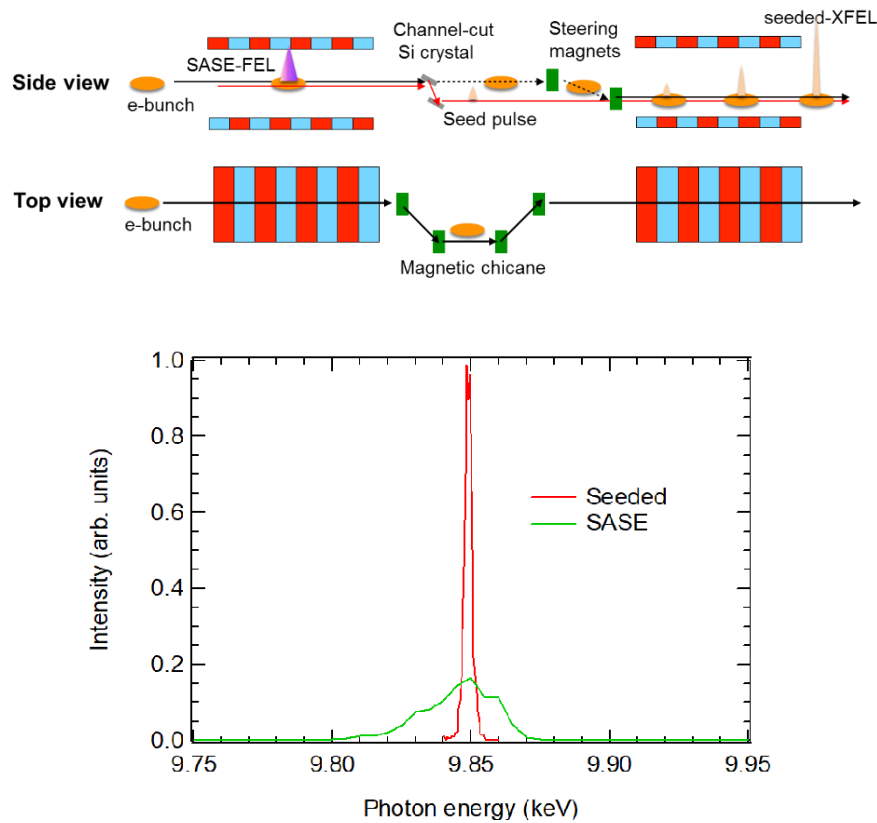 seeded-XFEL
Channel-cut
Si crystal
Steering
magnets
SASE-FEL
Side view
e-bunch
Seed pulse
Top view
e-bunch
Magnetic chicane
1.0
0.8
0.6
0.4
0.2
0.0
Intensity (arb. units)
Seeded
SASE
9.75
9.80
9.85
9.90
9.95
Photon energy (keV)